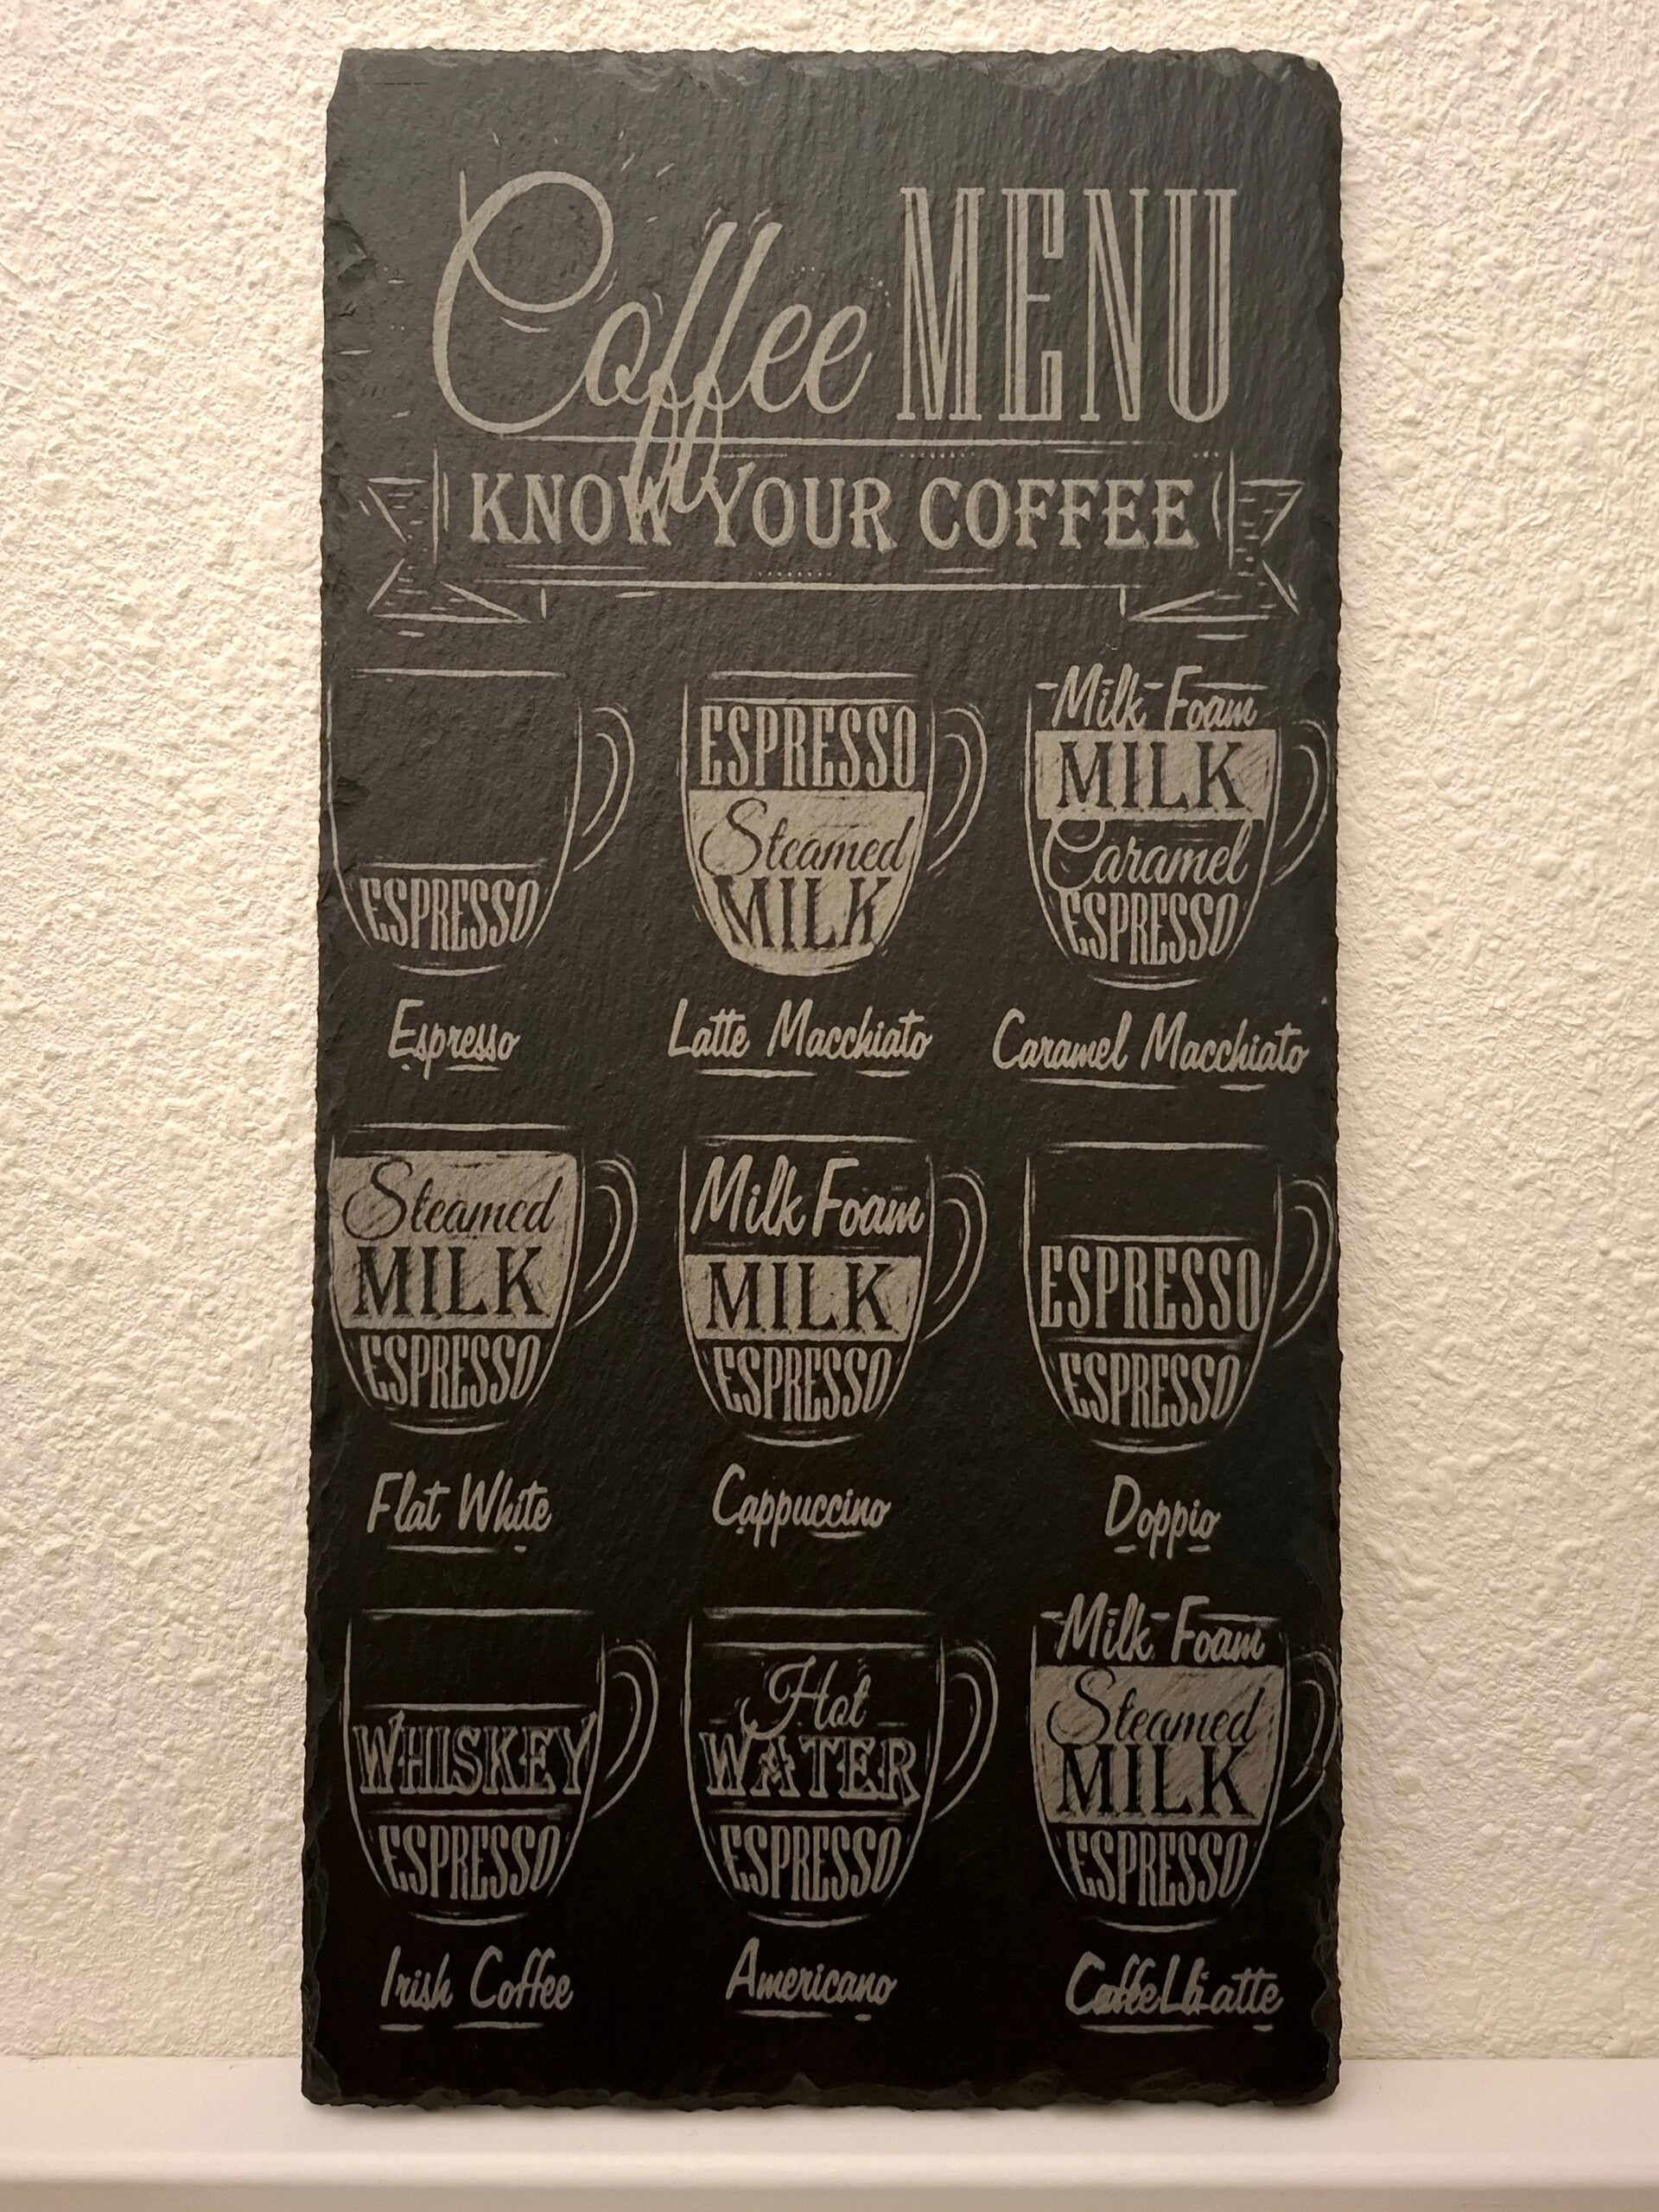 Coffee MENU
KNOW YOUR COFFEE
ESPRESSO
Espresso
ESPRESSO
Steamed
MILK
Latte Macchiato
Milk Foam
MILK
Caramel
ESPRESSO
Caramel Macchiato
Steamed
MILK
ESPRESSO
Flat White
Milk Foam
MILK
ESPRESSO
Cappuccino
ESPRESSO
ESPRESSO
Doppio
WHISKEY
ESPRESSO
Irish Coffee
Hot
WATER
ESPRESSO
Americano
Milk Foam
Steamed
MILK
ESPRESSO